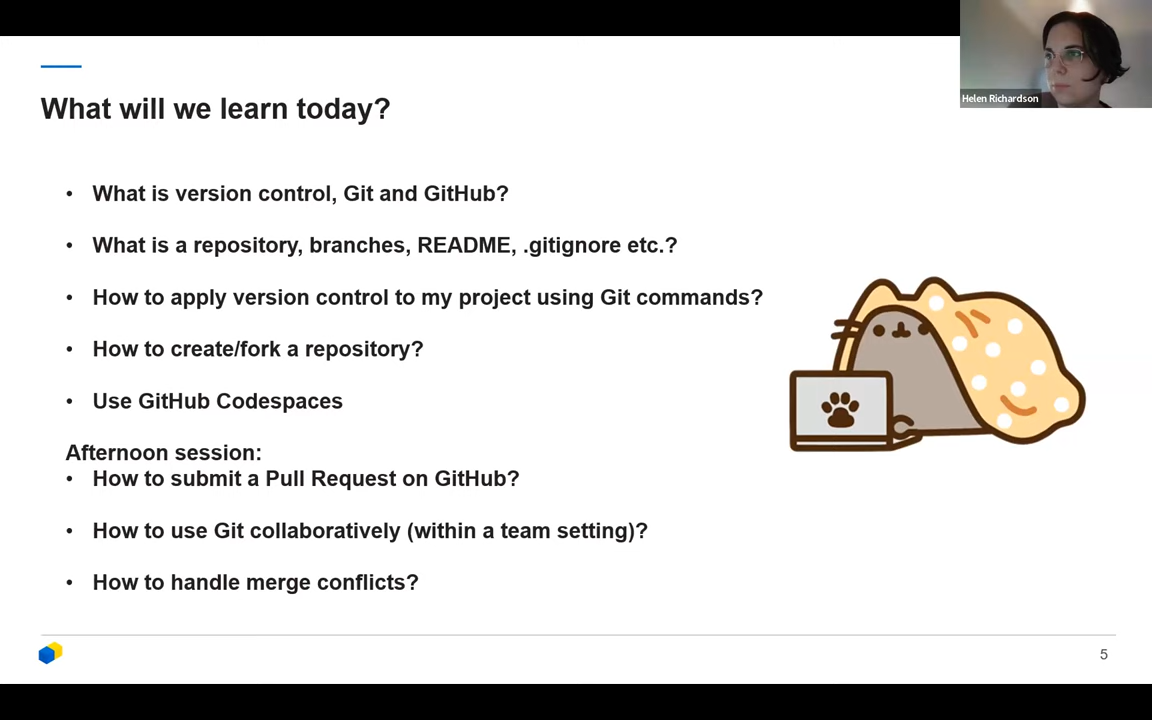 Helen Richardson
What will we learn today?
• What is version control, Git and GitHub?
• What is a repository, branches, README, .gitignore etc.?
• How to apply version control to my project using Git commands?
• How to create/fork a repository?
• Use GitHub Codespaces
Afternoon session:
• How to submit a Pull Request on GitHub?
• How to use Git collaboratively (within a team setting)?
• How to handle merge conflicts?
5